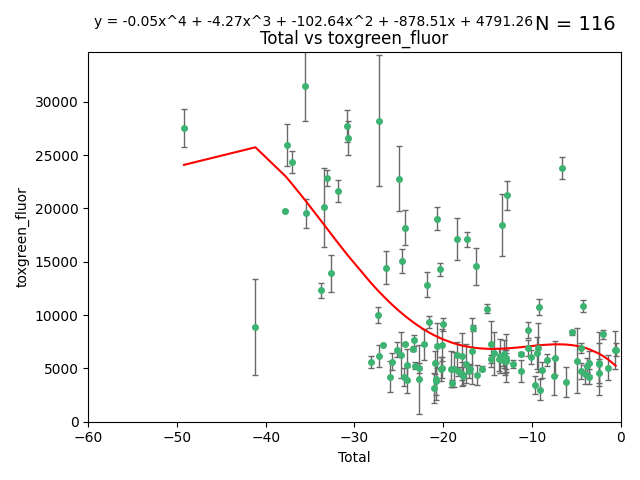 y = -0.05x^4 + -4.27x^3 + -102.64x^2 + -878.51x + 4791.26 N = 116
Total vs toxgreen_fluor
30000
25000
20000
15000
10000
5000
0
toxgreen_fluor
−60 −50 −40 −30 −20 −10 0
Total